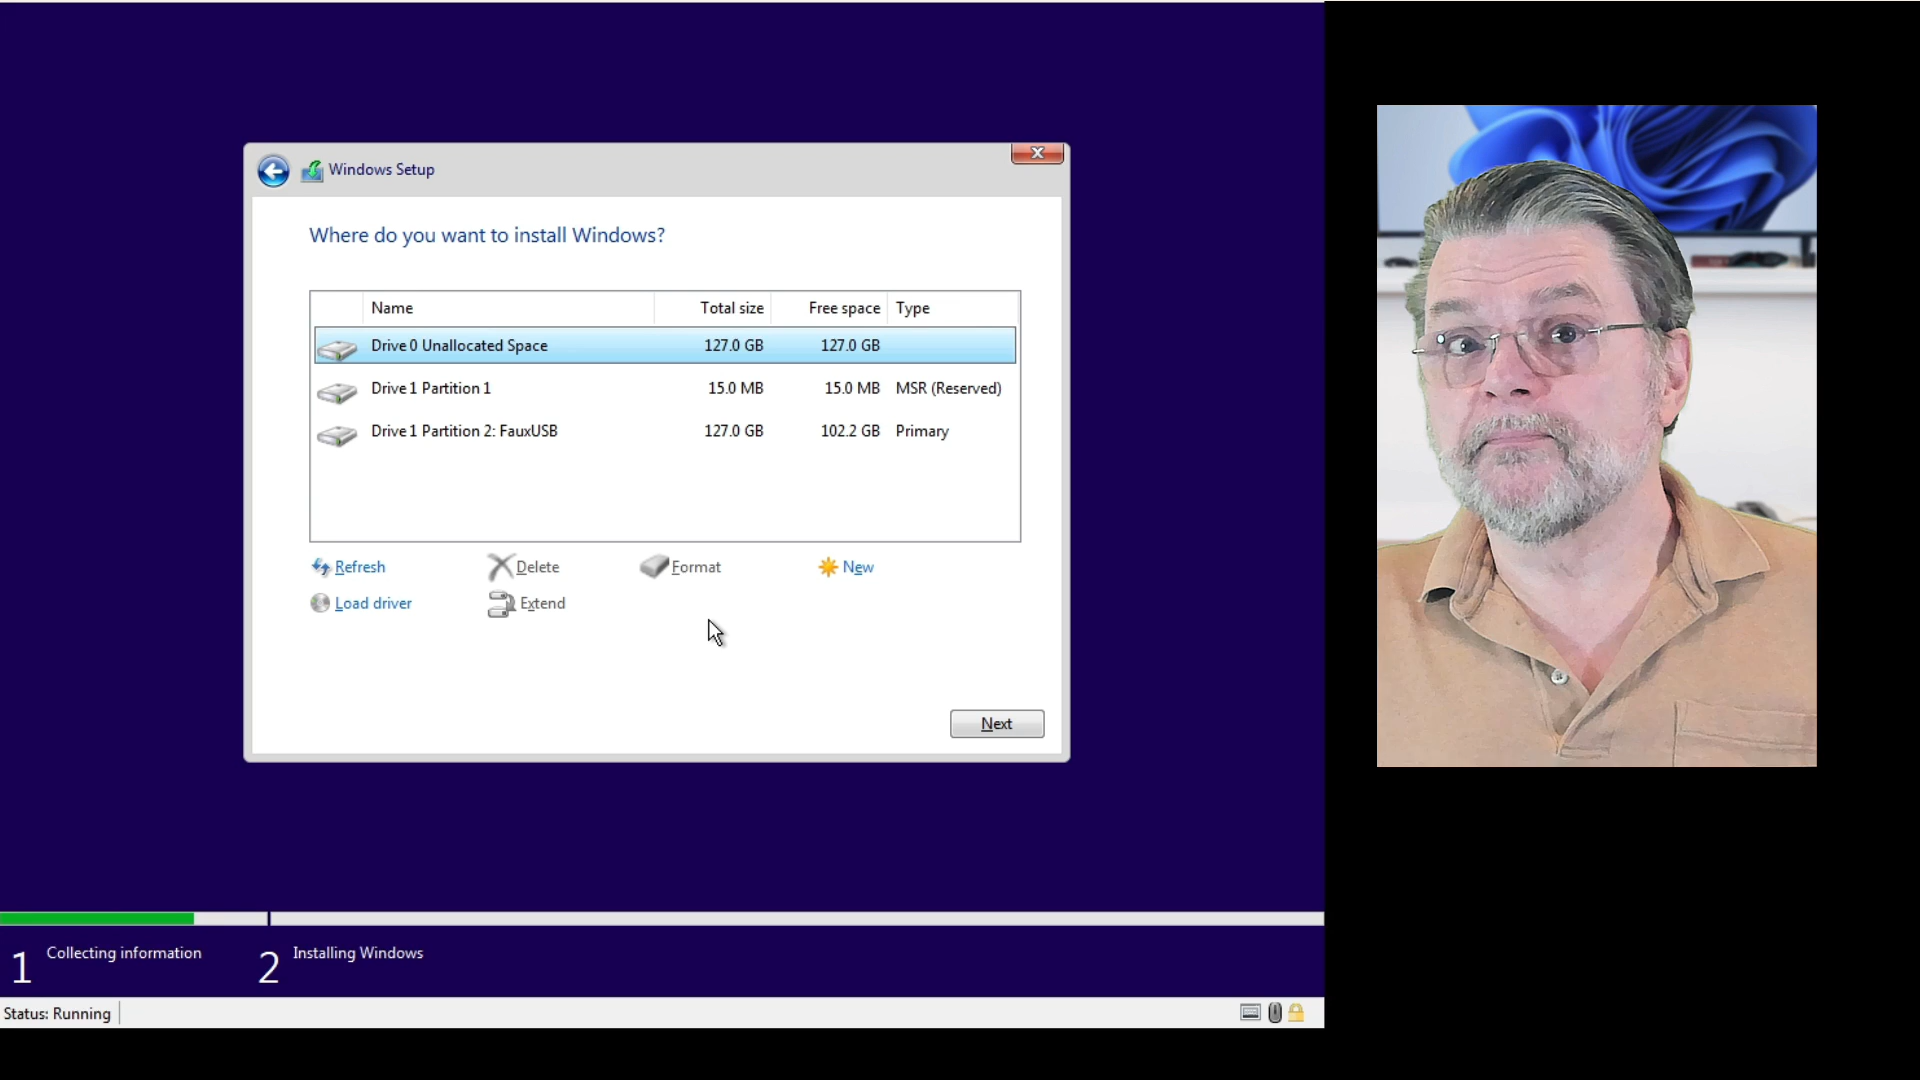 Windows Setup
Where do you want to install Windows?
Name Total size Free space Type
Drive 0 Unallocated Space 127.0 GB 127.0 GB
Drive 1 Partition 1 15.0 MB 15.0 MB MSR (Reserved)
Drive 1 Partition 2: FauxUSB 127.0 GB 102.2 GB Primary
Refresh Delete Format New
Load driver Extend
Next
1 Collecting information 2 Installing Windows
Status: Running